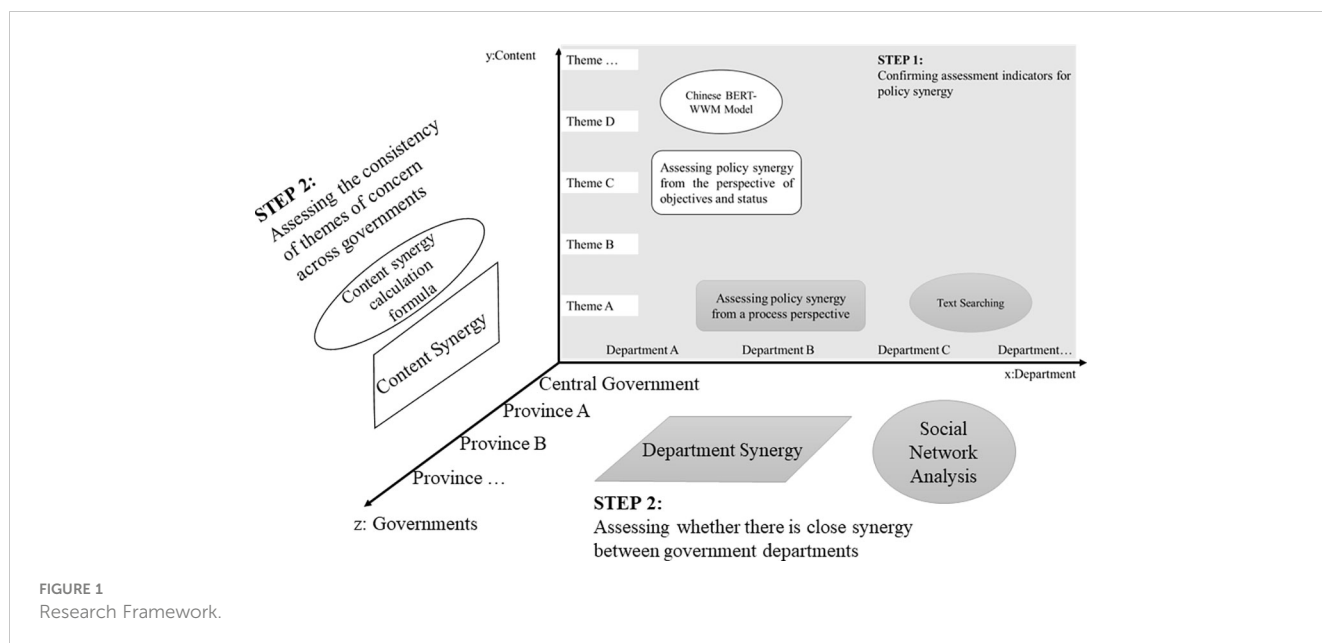 y:Content
Theme …
Theme D
Theme C
Theme B
Theme A
STEP 1:
Confirming assessment indicators for
policy synergy
Chinese BERT-
WWM Model
Assessing policy synergy
from the perspective of
objectives and status
Assessing policy synergy
from a process perspective
Text Searching
Department A
Department B
Department C
Department…
x:Department
STEP 2:
Assessing the consistency
of themes of concern
across governments
Content synergy
calculation
formula
Content Synergy
Central Government
Province A
Province B
Province …
z: Governments
Department Synergy
Social
Network
Analysis
STEP 2:
Assessing whether there is close synergy
between government departments
FIGURE 1
Research Framework.